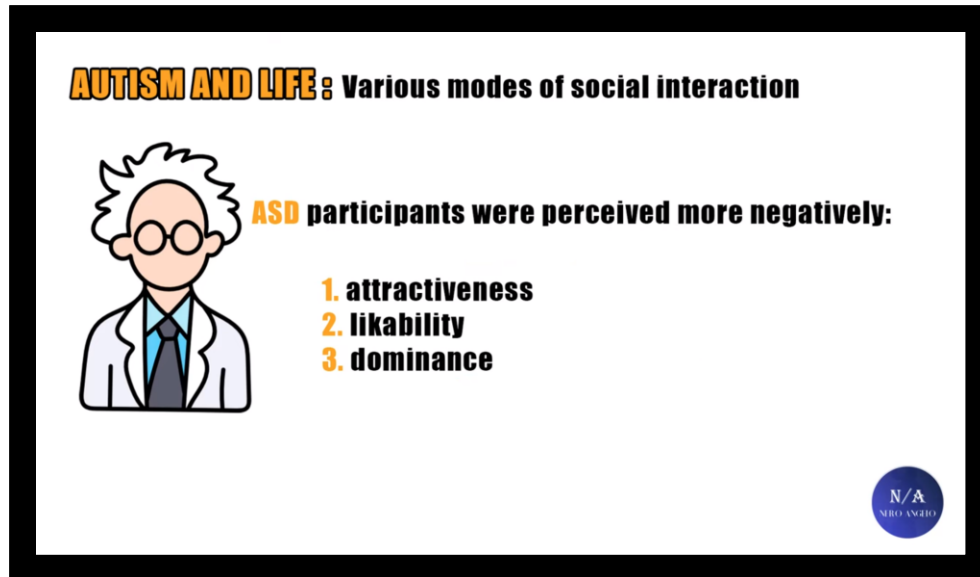 AUTISM AND LIFE : Various modes of social interaction
ASD participants were perceived more negatively:
1. attractiveness
2. likability
3. dominance
N/A
NERO ANGELO